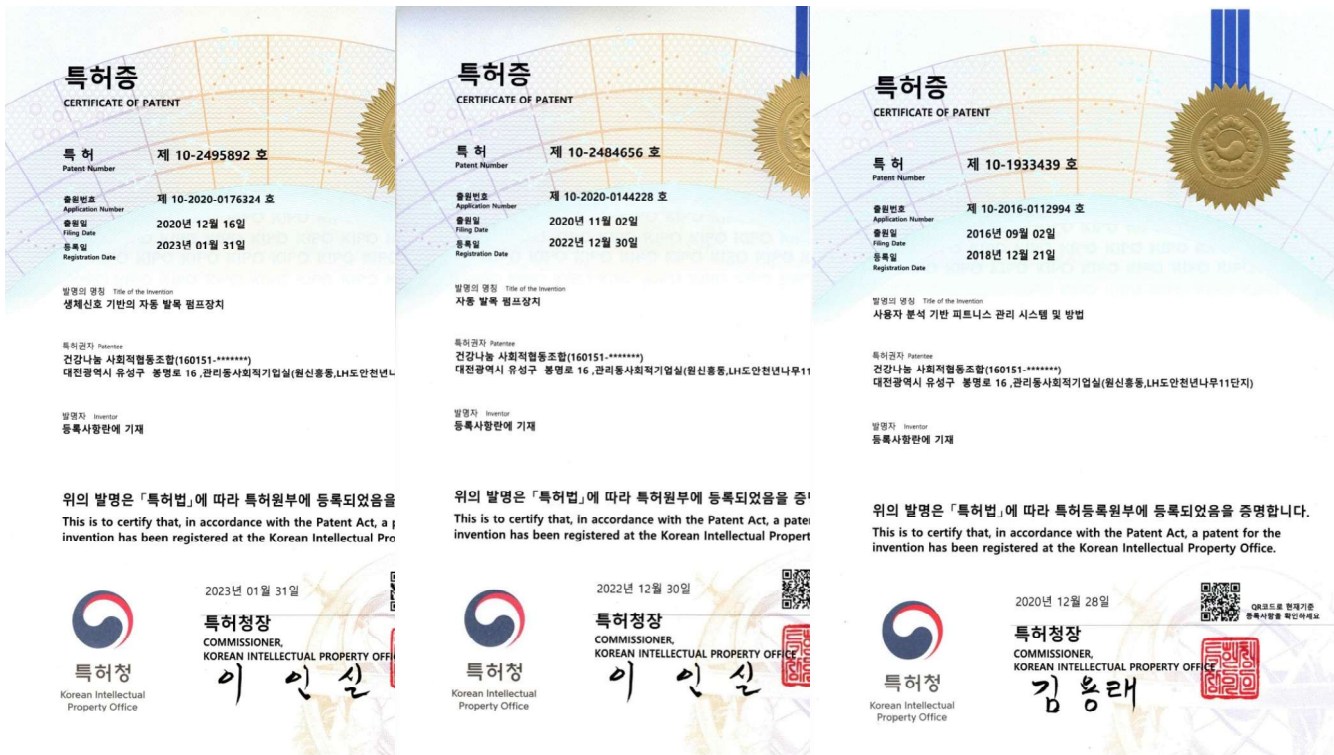 특허증
CERTIFICATE OF PATENT
특 허
Patent Number
제 10-2495892 호
출원번호
Application Number
제 10-2020-0176324 호
출원일
Filing Date
2020년 12월 16일
등록일
Registration Date
2023년 01월 31일
발명의 명칭 Title of the Invention
생체신호 기반의 자동 발목 펌프장치
특허권자 Patentee
건강나눔 사회적협동조합(160151-*******)
대전광역시 유성구 봉명로 16 ,관리동사회적기업실(원신흥동,LH도안천년나
발명자 Inventor
등록사항란에 기재
위의 발명은 「특허법」에 따라 특허원부에 등록되었음을
This is to certify that, in accordance with the Patent Act, a p
invention has been registered at the Korean Intellectual Pro
2023년 01월 31일
특허청장
COMMISSIONER,
KOREAN INTELLECTUAL PROPERTY OFFI
이 인 실
특허청
Korean Intellectual
Property Office
특허증
CERTIFICATE OF PATENT
특 허
Patent Number
제 10-2484656 호
출원번호
Application Number
제 10-2020-0144228 호
출원일
Filing Date
2020년 11월 02일
등록일
Registration Date
2022년 12월 30일
발명의 명칭 Title of the Invention
자동 발목 펌프장치
특허권자 Patentee
건강나눔 사회적협동조합(160151-*******)
대전광역시 유성구 봉명로 16 ,관리동사회적기업실(원신흥동,LH도안천년나무11
발명자 Inventor
등록사항란에 기재
위의 발명은 「특허법」에 따라 특허원부에 등록되었음을 증
This is to certify that, in accordance with the Patent Act, a paten
invention has been registered at the Korean Intellectual Propert
2022년 12월 30일
특허청장
COMMISSIONER,
KOREAN INTELLECTUAL PROPERTY OFFICE
이 인 실
특허청
Korean Intellectual
Property Office
특허증
CERTIFICATE OF PATENT
특 허
Patent Number
제 10-1933439 호
출원번호
Application Number
제 10-2016-0112994 호
출원일
Filing Date
2016년 09월 02일
등록일
Registration Date
2018년 12월 21일
발명의 명칭 Title of the Invention
사용자 분석 기반 피트니스 관리 시스템 및 방법
특허권자 Patentee
건강나눔 사회적협동조합(160151-*******)
대전광역시 유성구 봉명로 16 ,관리동사회적기업실(원신흥동,LH도안천년나무11단지)
발명자 Inventor
등록사항란에 기재
위의 발명은 「특허법」에 따라 특허등록원부에 등록되었음을 증명합니다.
This is to certify that, in accordance with the Patent Act, a patent for the
invention has been registered at the Korean Intellectual Property Office.
2020년 12월 28일
QR코드로 현재기준
등록사항을 확인하세요
특허청장
COMMISSIONER,
KOREAN INTELLECTUAL PROPERTY OFFICE
김 용 래
특허청
Korean Intellectual
Property Office